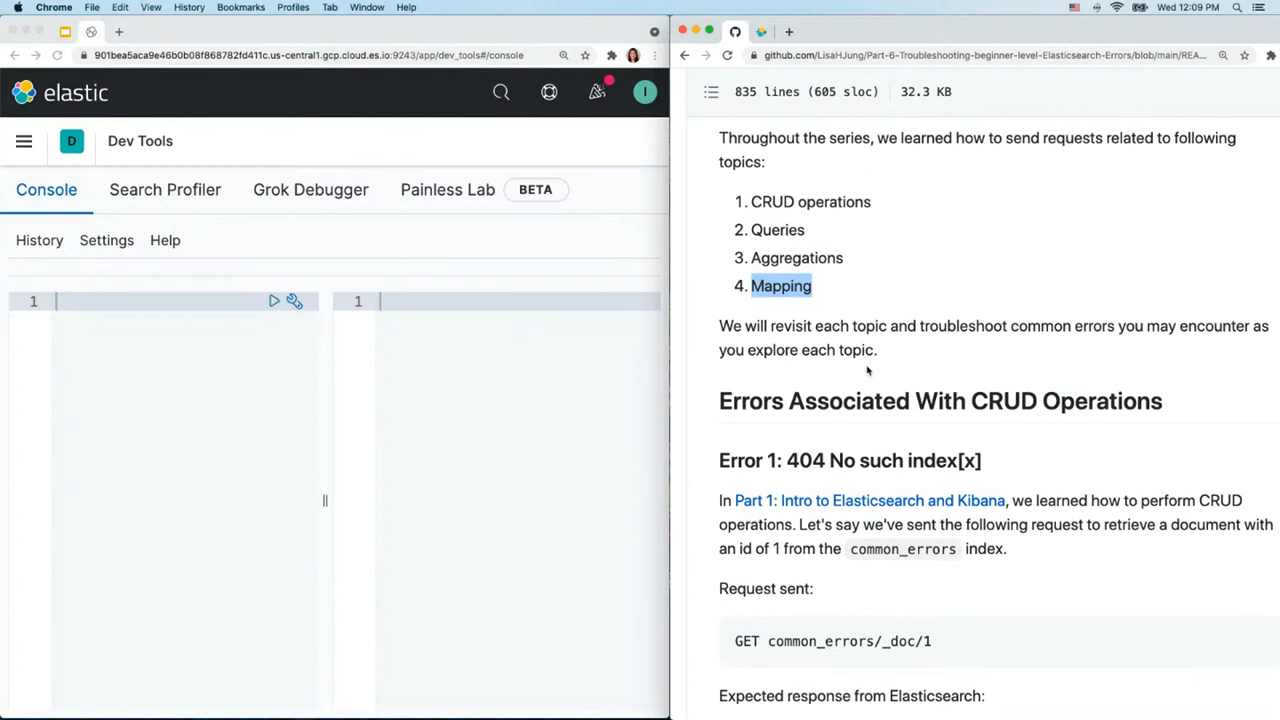 Chrome File Edit View History Bookmarks Profiles Tab Window Help Wed 12:09 PM
901bea5aca9e46b0b08f868782fd411c.us-central1.gcp.cloud.es.io:9243/app/dev_tools#/console
elastic
I
D Dev Tools
Console Search Profiler Grok Debugger Painless Lab BETA
History Settings Help
1
1
github.com/LisaHJung/Part-6-Troubleshooting-beginner-level-Elasticsearch-Errors/blob/main/REA...
835 lines (605 sloc) 32.3 KB
Throughout the series, we learned how to send requests related to following
topics:
1. CRUD operations
2. Queries
3. Aggregations
4. Mapping
We will revisit each topic and troubleshoot common errors you may encounter as
you explore each topic.
Errors Associated With CRUD Operations
Error 1: 404 No such index[x]
In Part 1: Intro to Elasticsearch and Kibana, we learned how to perform CRUD
operations. Let's say we've sent the following request to retrieve a document with
an id of 1 from the common_errors index.
Request sent:
GET common_errors/_doc/1
Expected response from Elasticsearch: